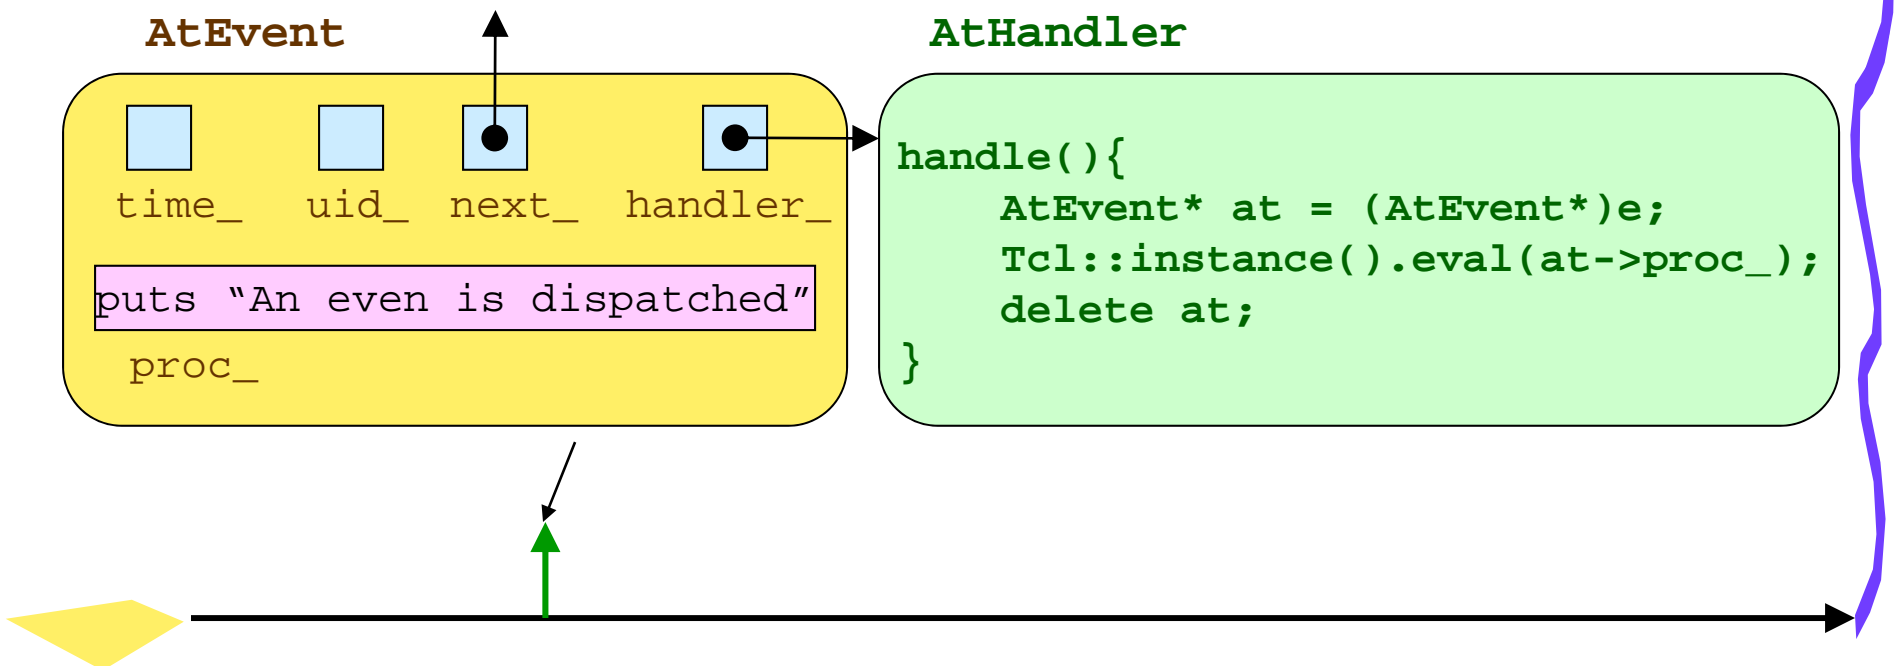 AtEvent
AtHandler
time_ uid_ next_ handler_
puts “An even is dispatched”
proc_
handle(){
AtEvent* at = (AtEvent*)e;
Tcl::instance().eval(at->proc_);
delete at;
}